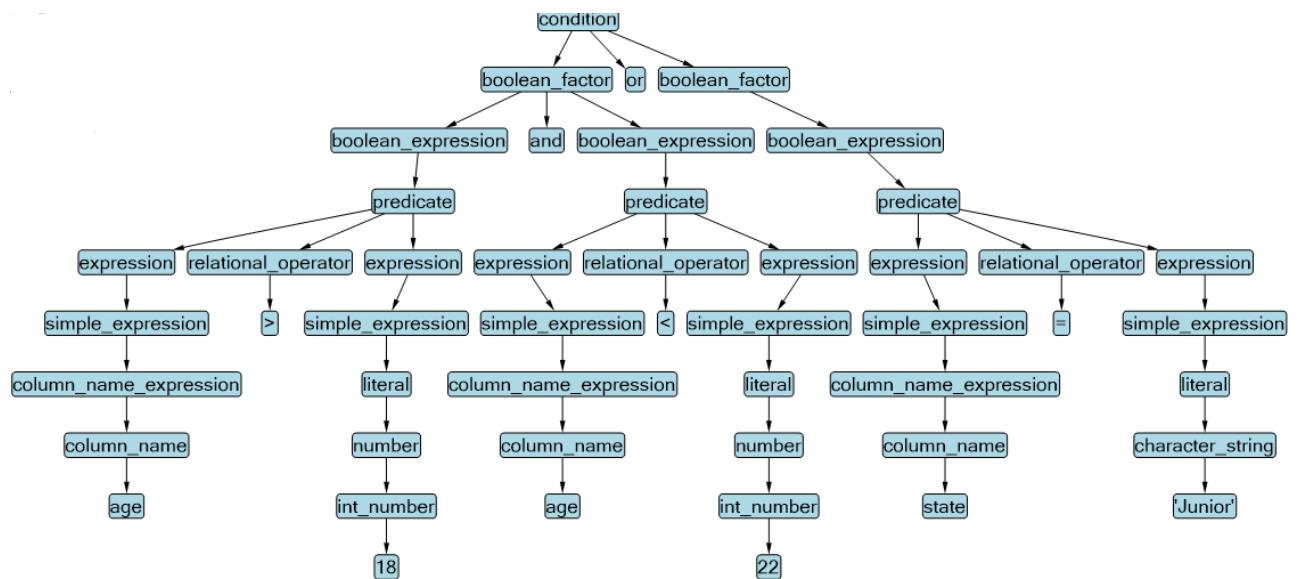 condition
boolean_factor or boolean_factor
boolean_expression and boolean_expression boolean_expression
predicate predicate predicate
expression relational_operator expression expression relational_operator expression expression relational_operator expression
simple_expression > simple_expression simple_expression < simple_expression simple_expression = simple_expression
column_name_expression literal column_name_expression literal column_name_expression literal
column_name number column_name number column_name character_string
age int_number age int_number state 'Junior'
18 22